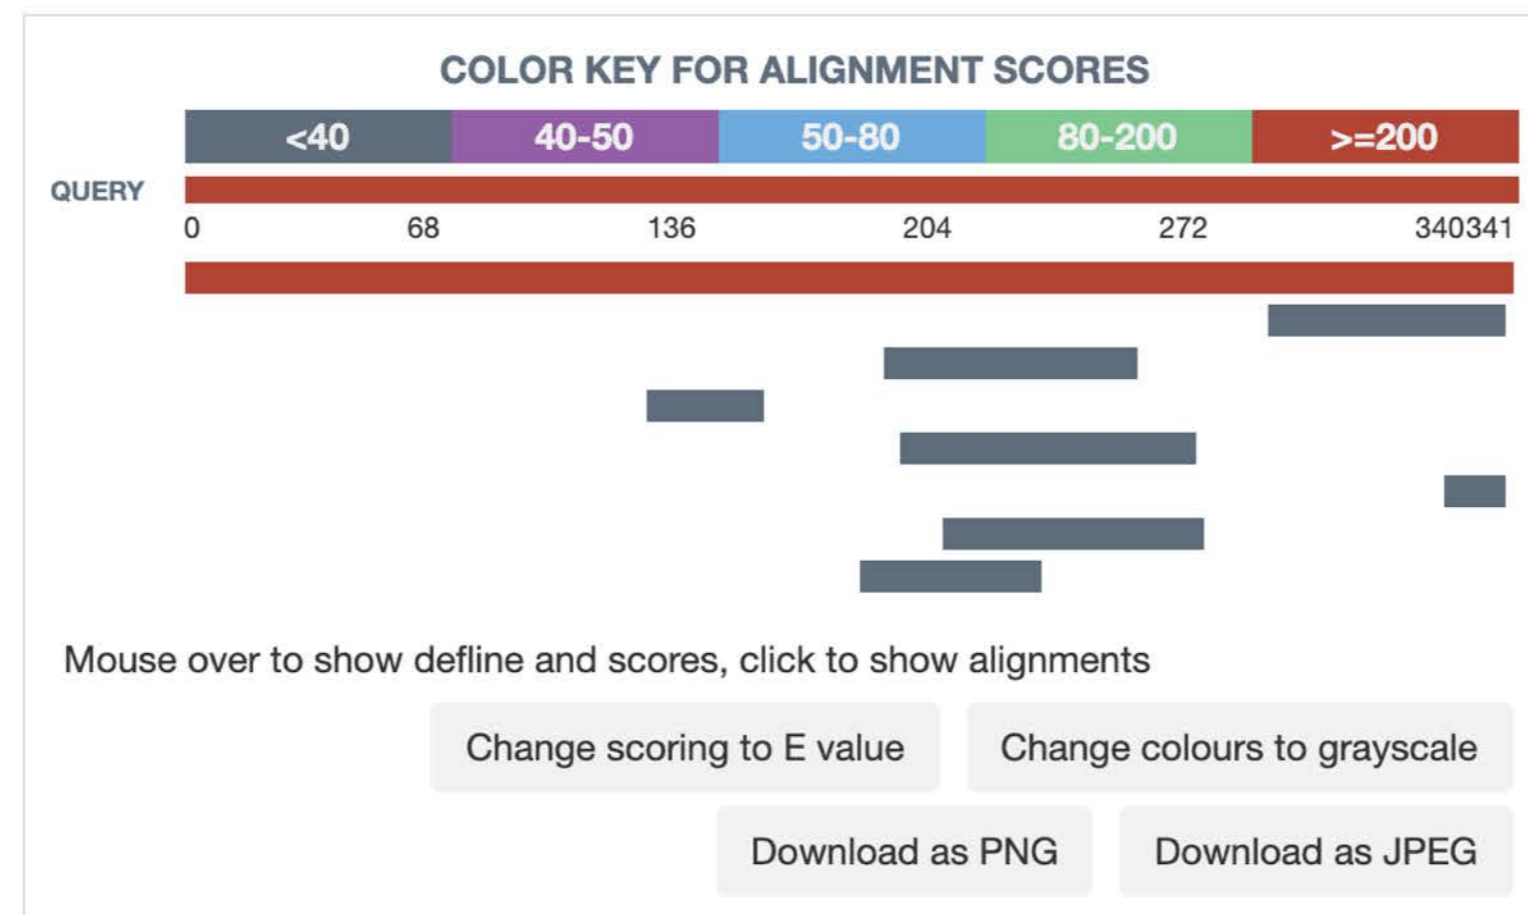 COLOR KEY FOR ALIGNMENT SCORES
<40 40-50 50-80 80-200 >=200
QUERY
0 68 136 204 272 340341
Mouse over to show defline and scores, click to show alignments
Change scoring to E value Change colours to grayscale
Download as PNG Download as JPEG